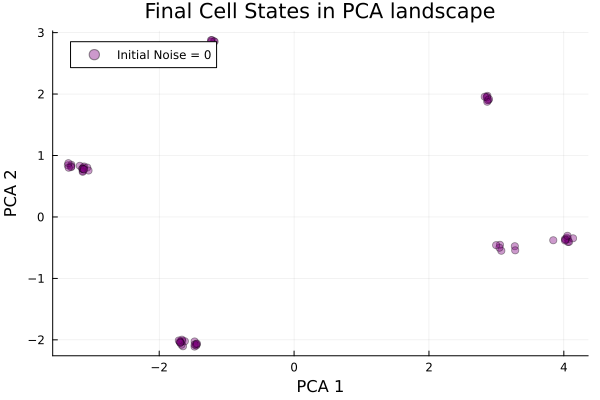 Final Cell States in PCA landscape
Initial Noise = 0
PCA 2
3
2
1
0
−1
−2
−2
0
2
4
PCA 1